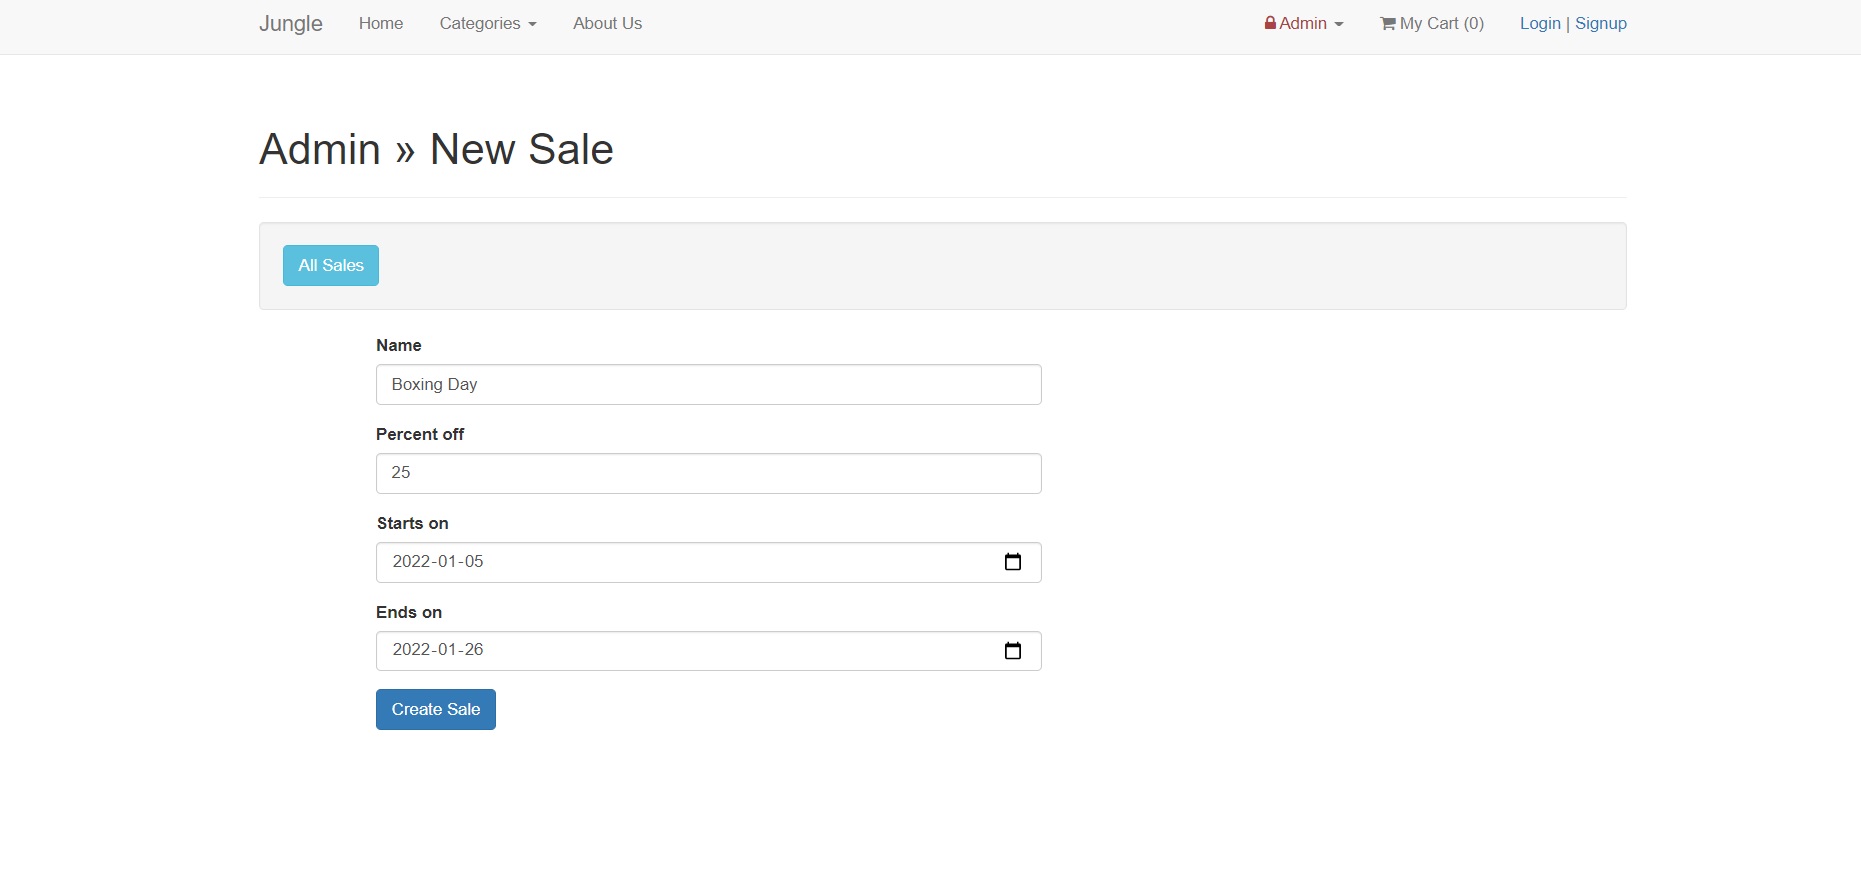 Jungle Home Categories About Us Admin My Cart (0) Login | Signup
Admin » New Sale
All Sales
Name
Boxing Day
Percent off
25
Starts on
2022-01-05
Ends on
2022-01-26
Create Sale